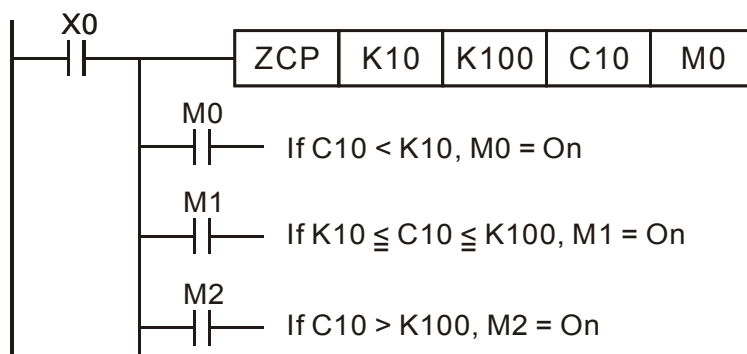 X0
ZCP K10 K100 C10 M0
M0
If C10 < K10, M0 = On
M1
If K10 ≦ C10 ≦ K100, M1 = On
M2
If C10 > K100, M2 = On